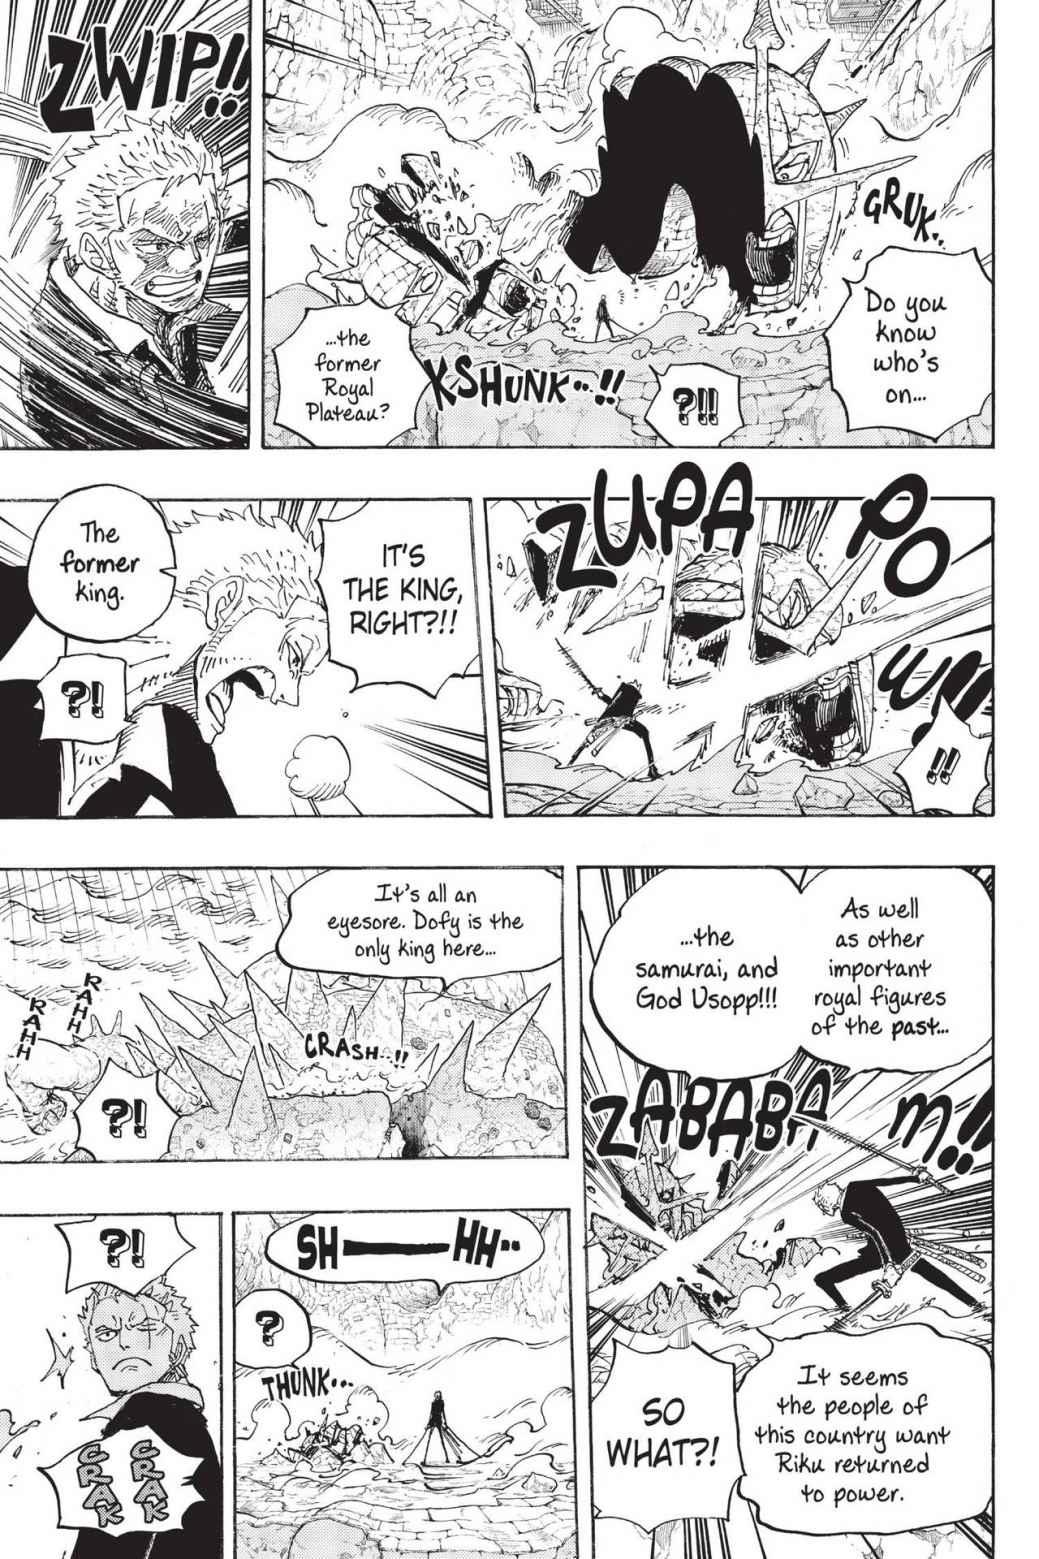 GRUK..
Do you
know
who's
on...
?!!
KSHUNK...!!
...the
former
Royal
Plateau?
ZWIP!!
ZUPA
PO
W!!
!!
IT'S
THE KING,
RIGHT?!!
The
former
king.
?!
As well
as other
important
royal figures
of the past...
...the
samurai, and
God Usopp!!!
ZABABA
M!!
It seems
the people of
this country want
Riku returned
to power.
SO
WHAT?!
It's all an
eyesore. Dofy is the
only king here...
RAHH
RAHH
CRASH...!!
?!
SH—HH..
?
THUNK...
?!
CRAK
CRAK